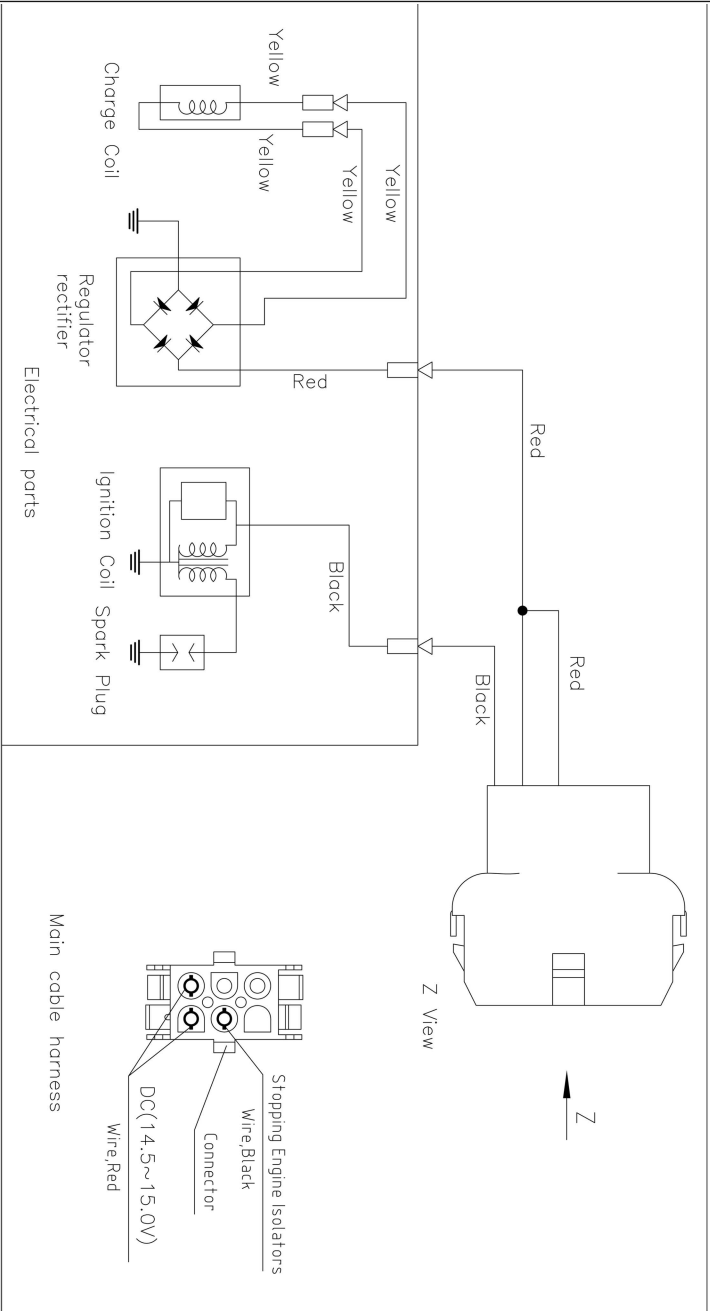 Yellow
Yellow
Yellow
Yellow
Charge Coil
Regulator
rectifier
Red
Electrical parts
Ignition Coil
Spark Plug
Black
Red
Red
Black
Z View
Z
Main cable harness
Stopping Engine Isolators
Wire,Black
Connector
DC(14.5~15.0V)
Wire,Red